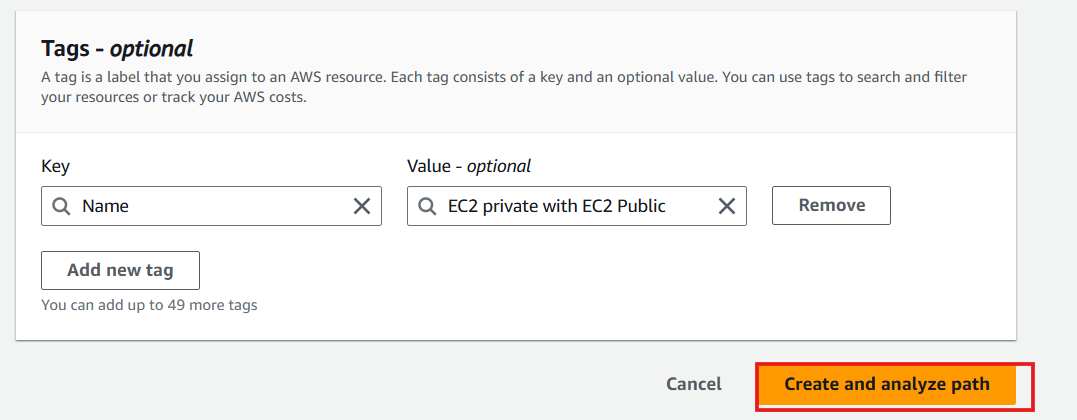 Tags - optional
A tag is a label that you assign to an AWS resource. Each tag consists of a key and an optional value. You can use tags to search and filter
your resources or track your AWS costs.
Key
Value - optional
Name
EC2 private with EC2 Public
Remove
Add new tag
You can add up to 49 more tags
Cancel
Create and analyze path